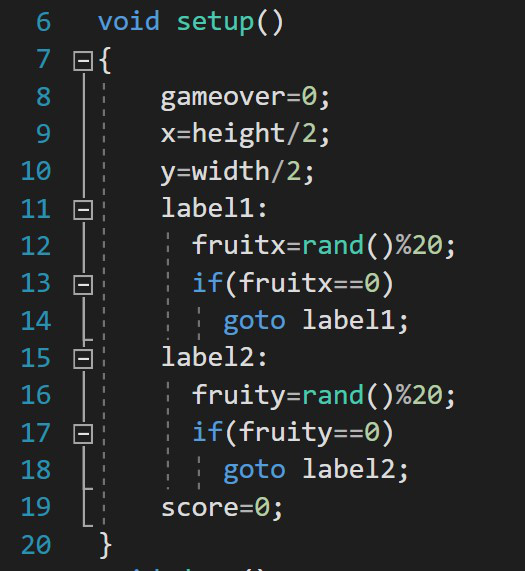 6 void setup()
7 {
8 gameover=0;
9 x=height/2;
10 y=width/2;
11 label1:
12 fruitx=rand()%20;
13 if(fruitx==0)
14 goto label1;
15 label2:
16 fruity=rand()%20;
17 if(fruity==0)
18 goto label2;
19 score=0;
20 }